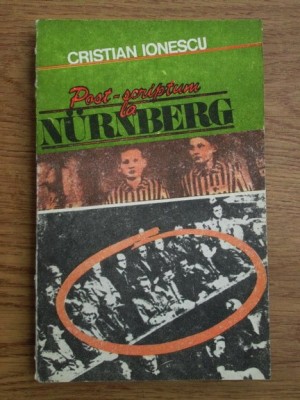 CRISTIAN IONESCU
Post-scriptum
la
NÜRNBERG